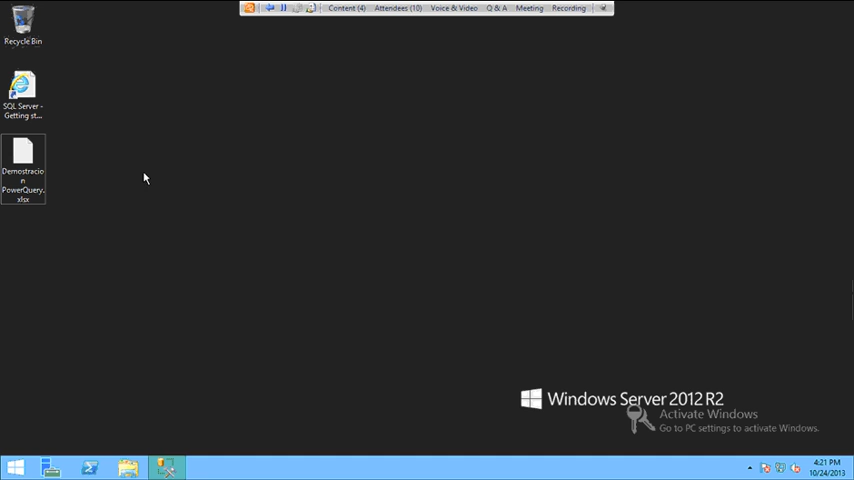 Content (4) Attendees (10) Voice & Video Q & A Meeting Recording
Recycle Bin
SQL Server -
Getting st...
Demostracio
n
PowerQuery.
xlsx
Windows Server 2012 R2
Activate Windows
Go to PC settings to activate Windows.
4:21 PM
10/24/2013